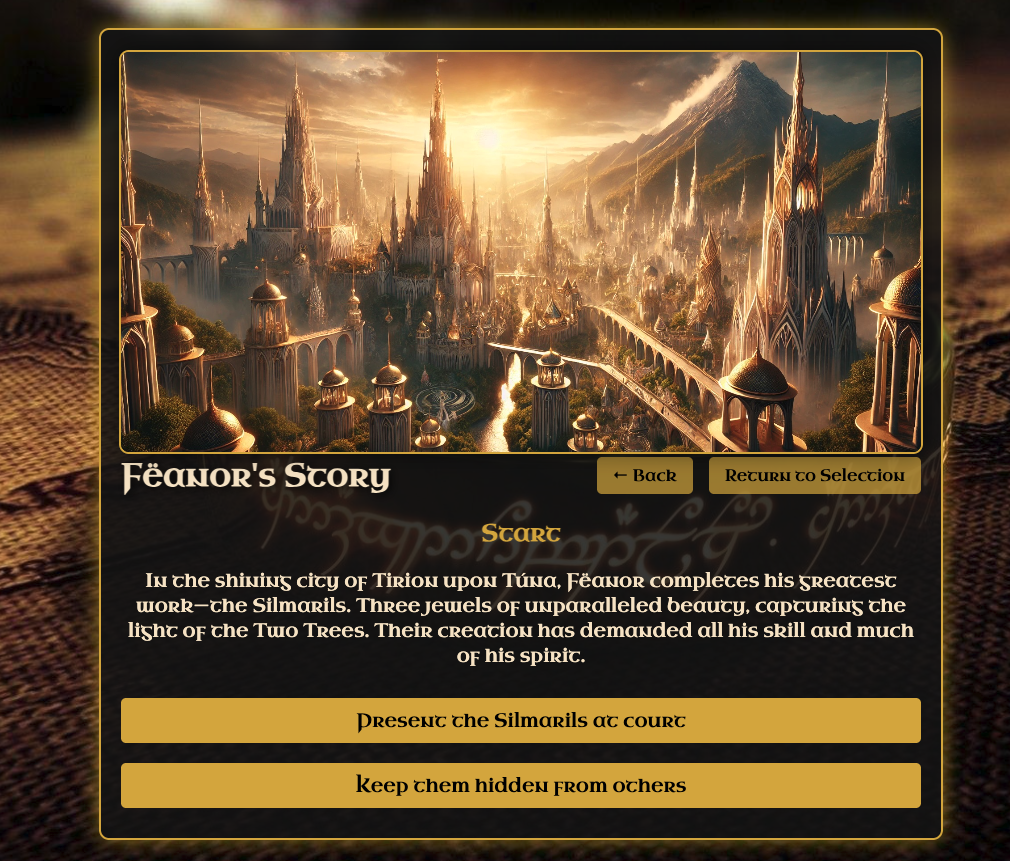 Fëanor's Story
← Back
Return to Selection
Start
In the shining city of Tirion upon Túna, Fëanor completes his greatest
work—the Silmarils. Three jewels of unparalleled beauty, capturing the
light of the Two Trees. Their creation has demanded all his skill and much
of his spirit.
Present the Silmarils at court
Keep them hidden from others